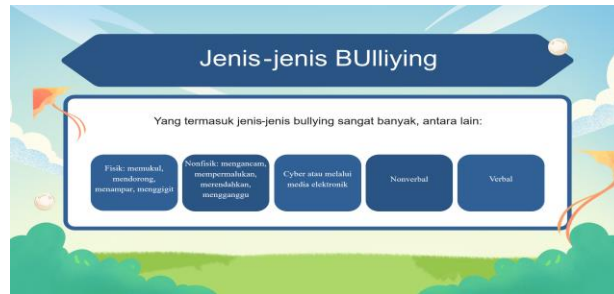 Jenis-jenis BUlliying
Yang termasuk jenis-jenis bullying sangat banyak, antara lain:
Fisik: memukul,
mendorong,
menampar, menggigit
Nonfisik: mengancam,
mempermalukan,
merendahkan,
mengganggu
Cyber atau melalui
media elektronik
Nonverbal
Verbal